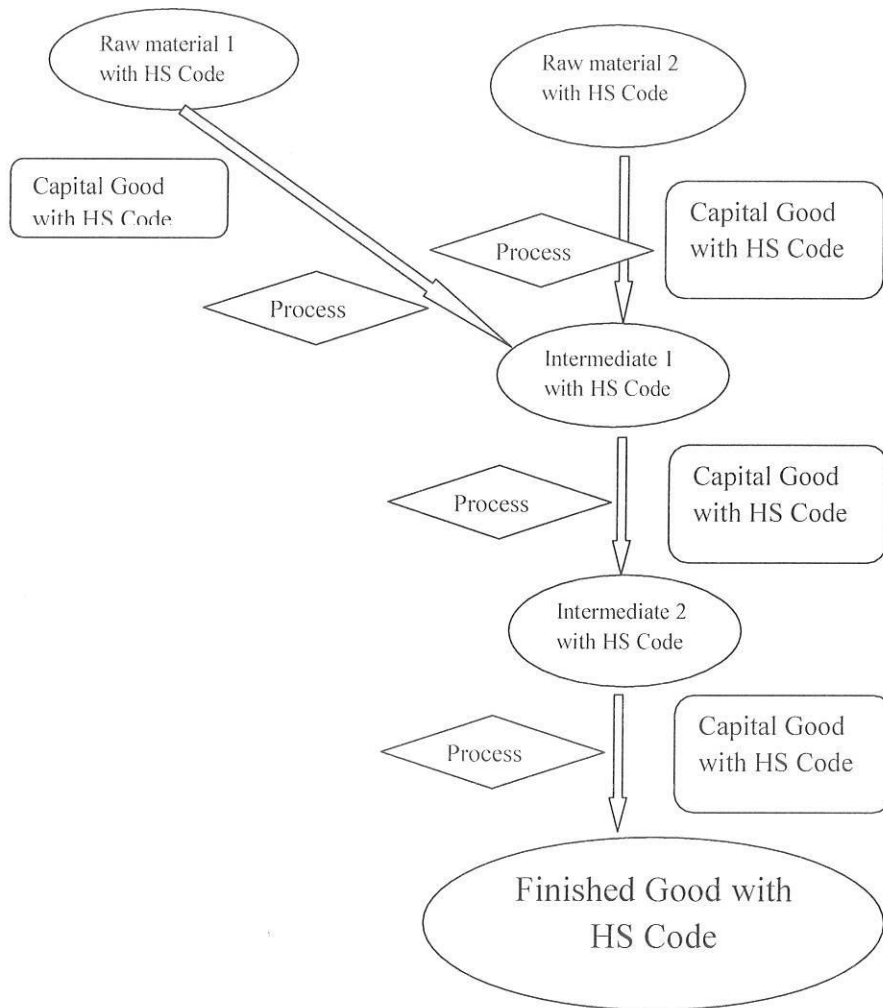 Raw material 1
with HS Code
Raw material 2
with HS Code
Capital Good
with HS Code
Capital Good
with HS Code
Process
Process
Intermediate 1
with HS Code
Capital Good
with HS Code
Process
Intermediate 2
with HS Code
Capital Good
with HS Code
Process
Finished Good with
HS Code